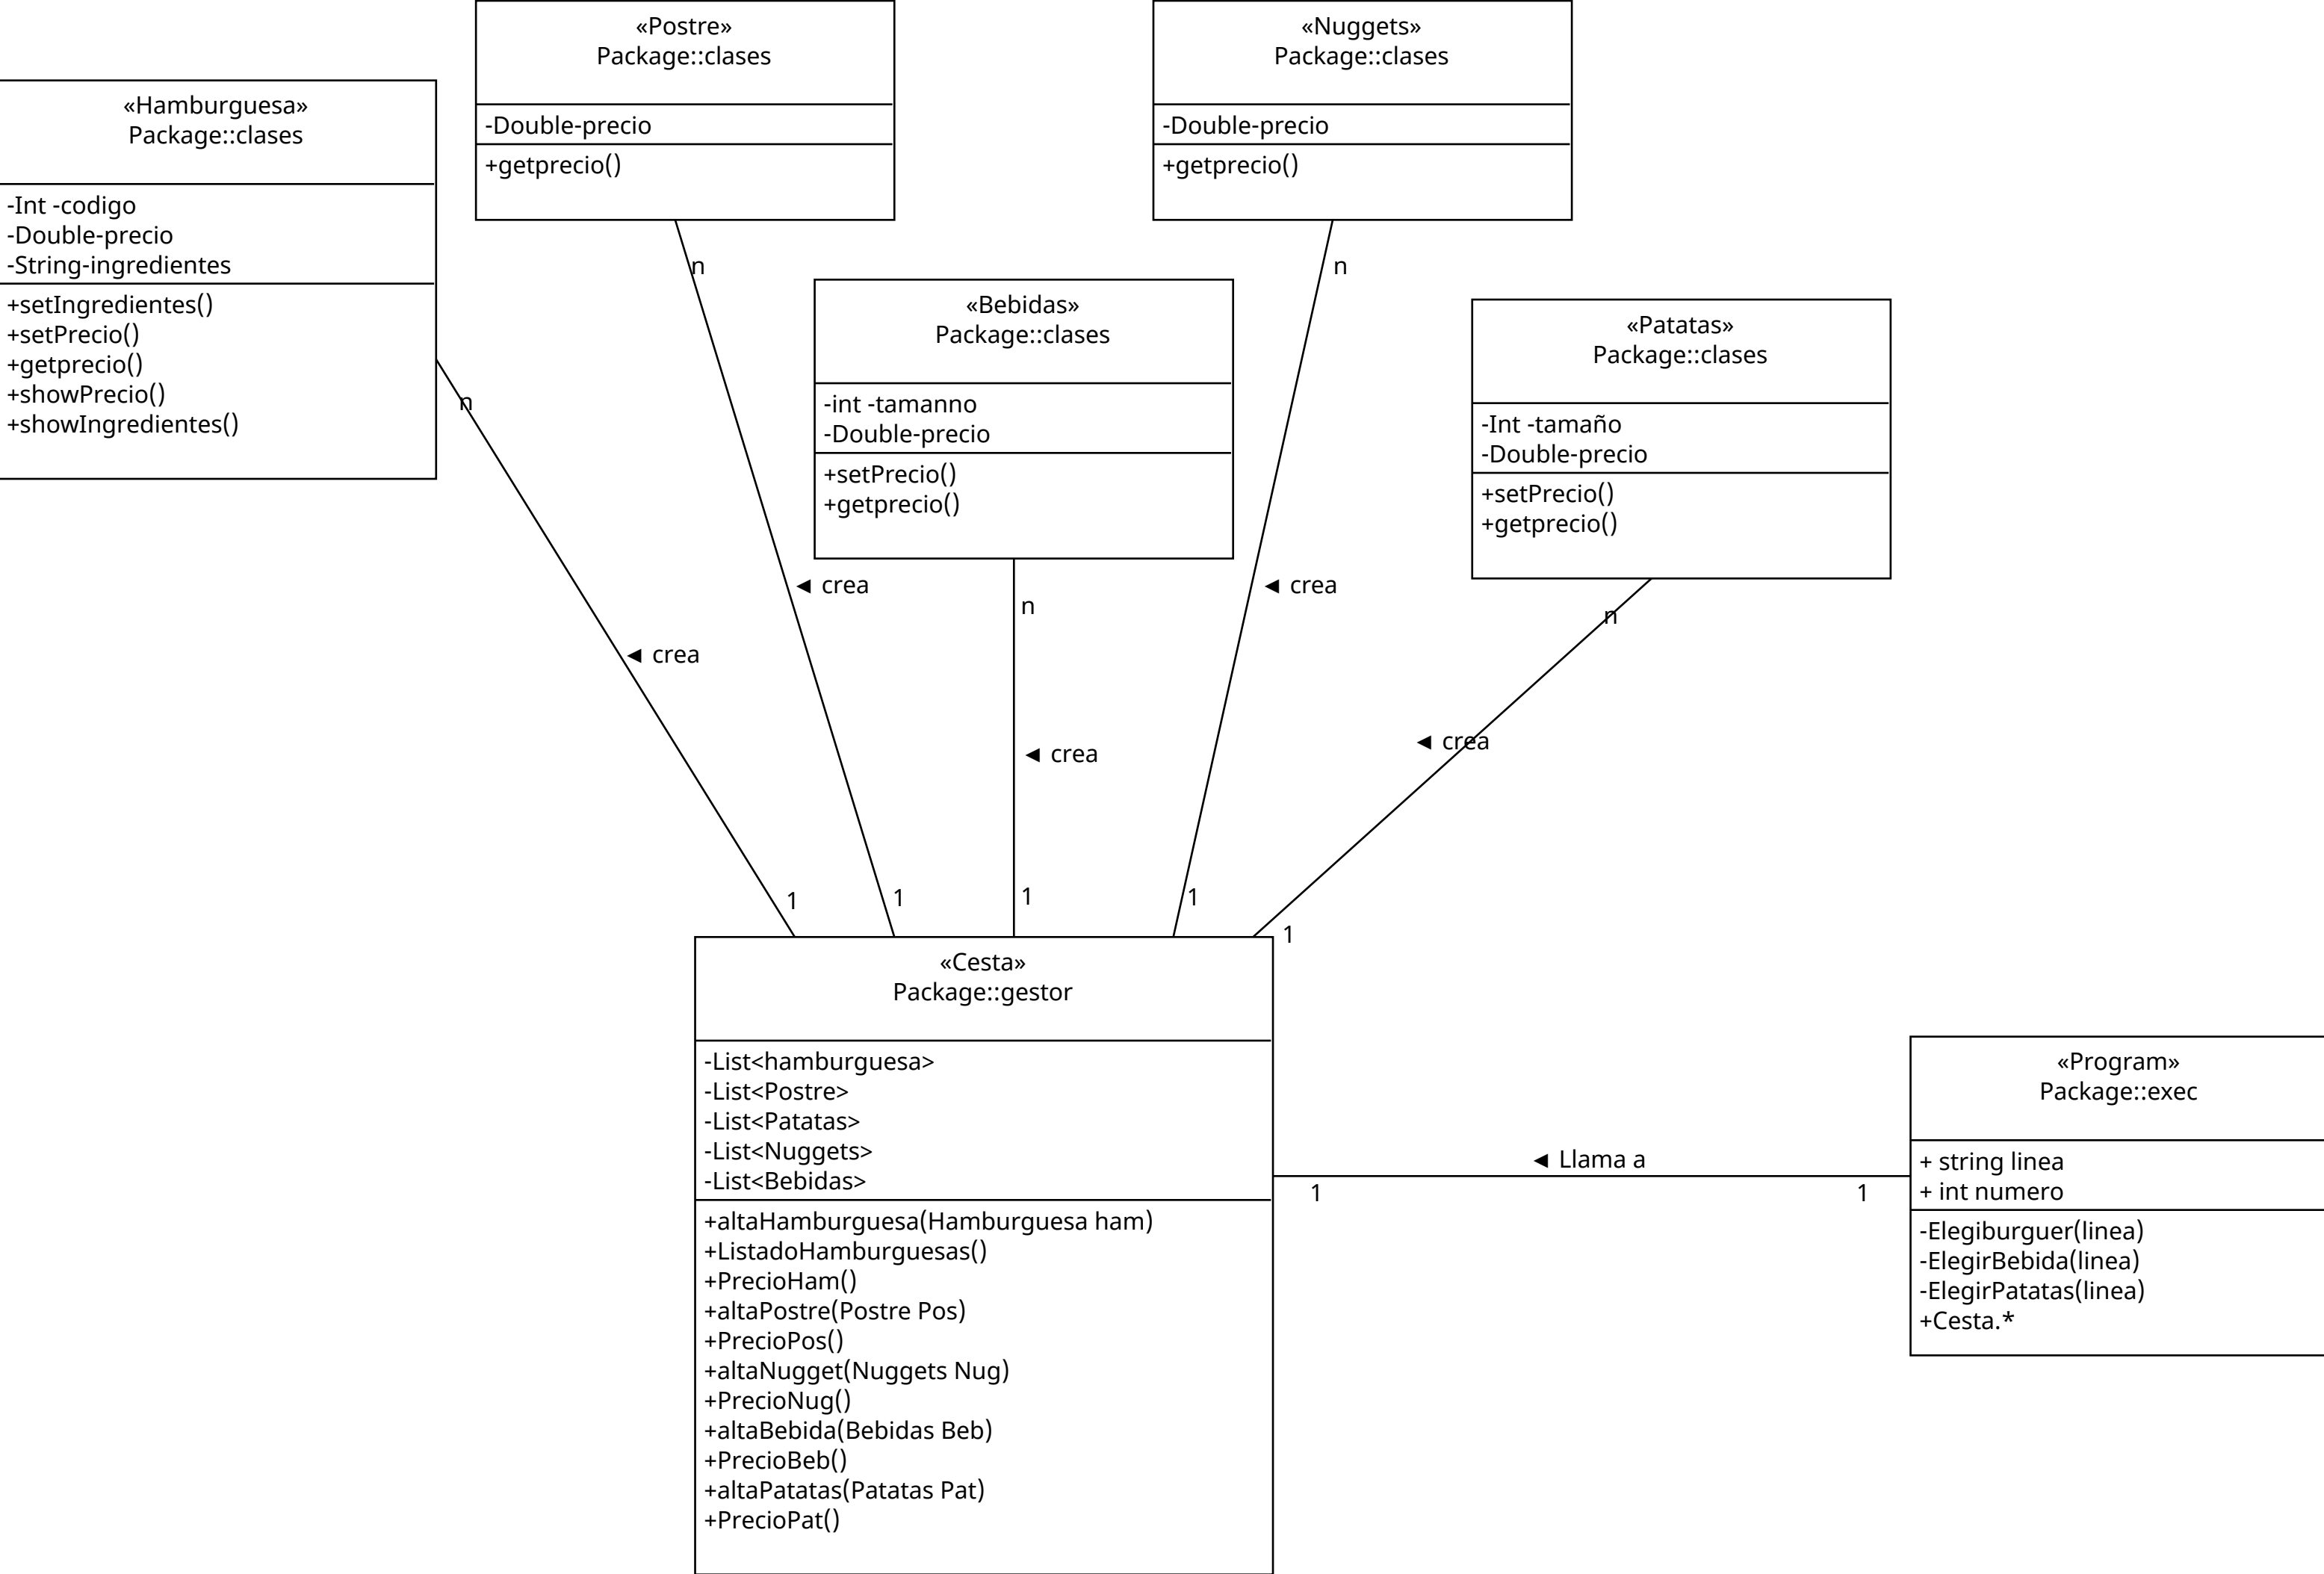 «Postre»
Package::clases
-Double-precio
+getprecio()
«Nuggets»
Package::clases
-Double-precio
+getprecio()
«Hamburguesa»
Package::clases
-Int -codigo
-Double-precio
-String-ingredientes
+setIngredientes()
+setPrecio()
+getprecio()
+showPrecio()
+showIngredientes()
«Bebidas»
Package::clases
-int -tamanno
-Double-precio
+setPrecio()
+getprecio()
«Patatas»
Package::clases
-Int -tamaño
-Double-precio
+setPrecio()
+getprecio()
n
n
n
n
n
◄ crea
◄ crea
◄ crea
◄ crea
◄ crea
1
1
1
1
1
«Cesta»
Package::gestor
-List<hamburguesa>
-List<Postre>
-List<Patatas>
-List<Nuggets>
-List<Bebidas>
+altaHamburguesa(Hamburguesa ham)
+ListadoHamburguesas()
+PrecioHam()
+altaPostre(Postre Pos)
+PrecioPos()
+altaNugget(Nuggets Nug)
+PrecioNug()
+altaBebida(Bebidas Beb)
+PrecioBeb()
+altaPatatas(Patatas Pat)
+PrecioPat()
◄ Llama a
1
1
«Program»
Package::exec
+ string linea
+ int numero
-Elegiburguer(linea)
-ElegirBebida(linea)
-ElegirPatatas(linea)
+Cesta.*